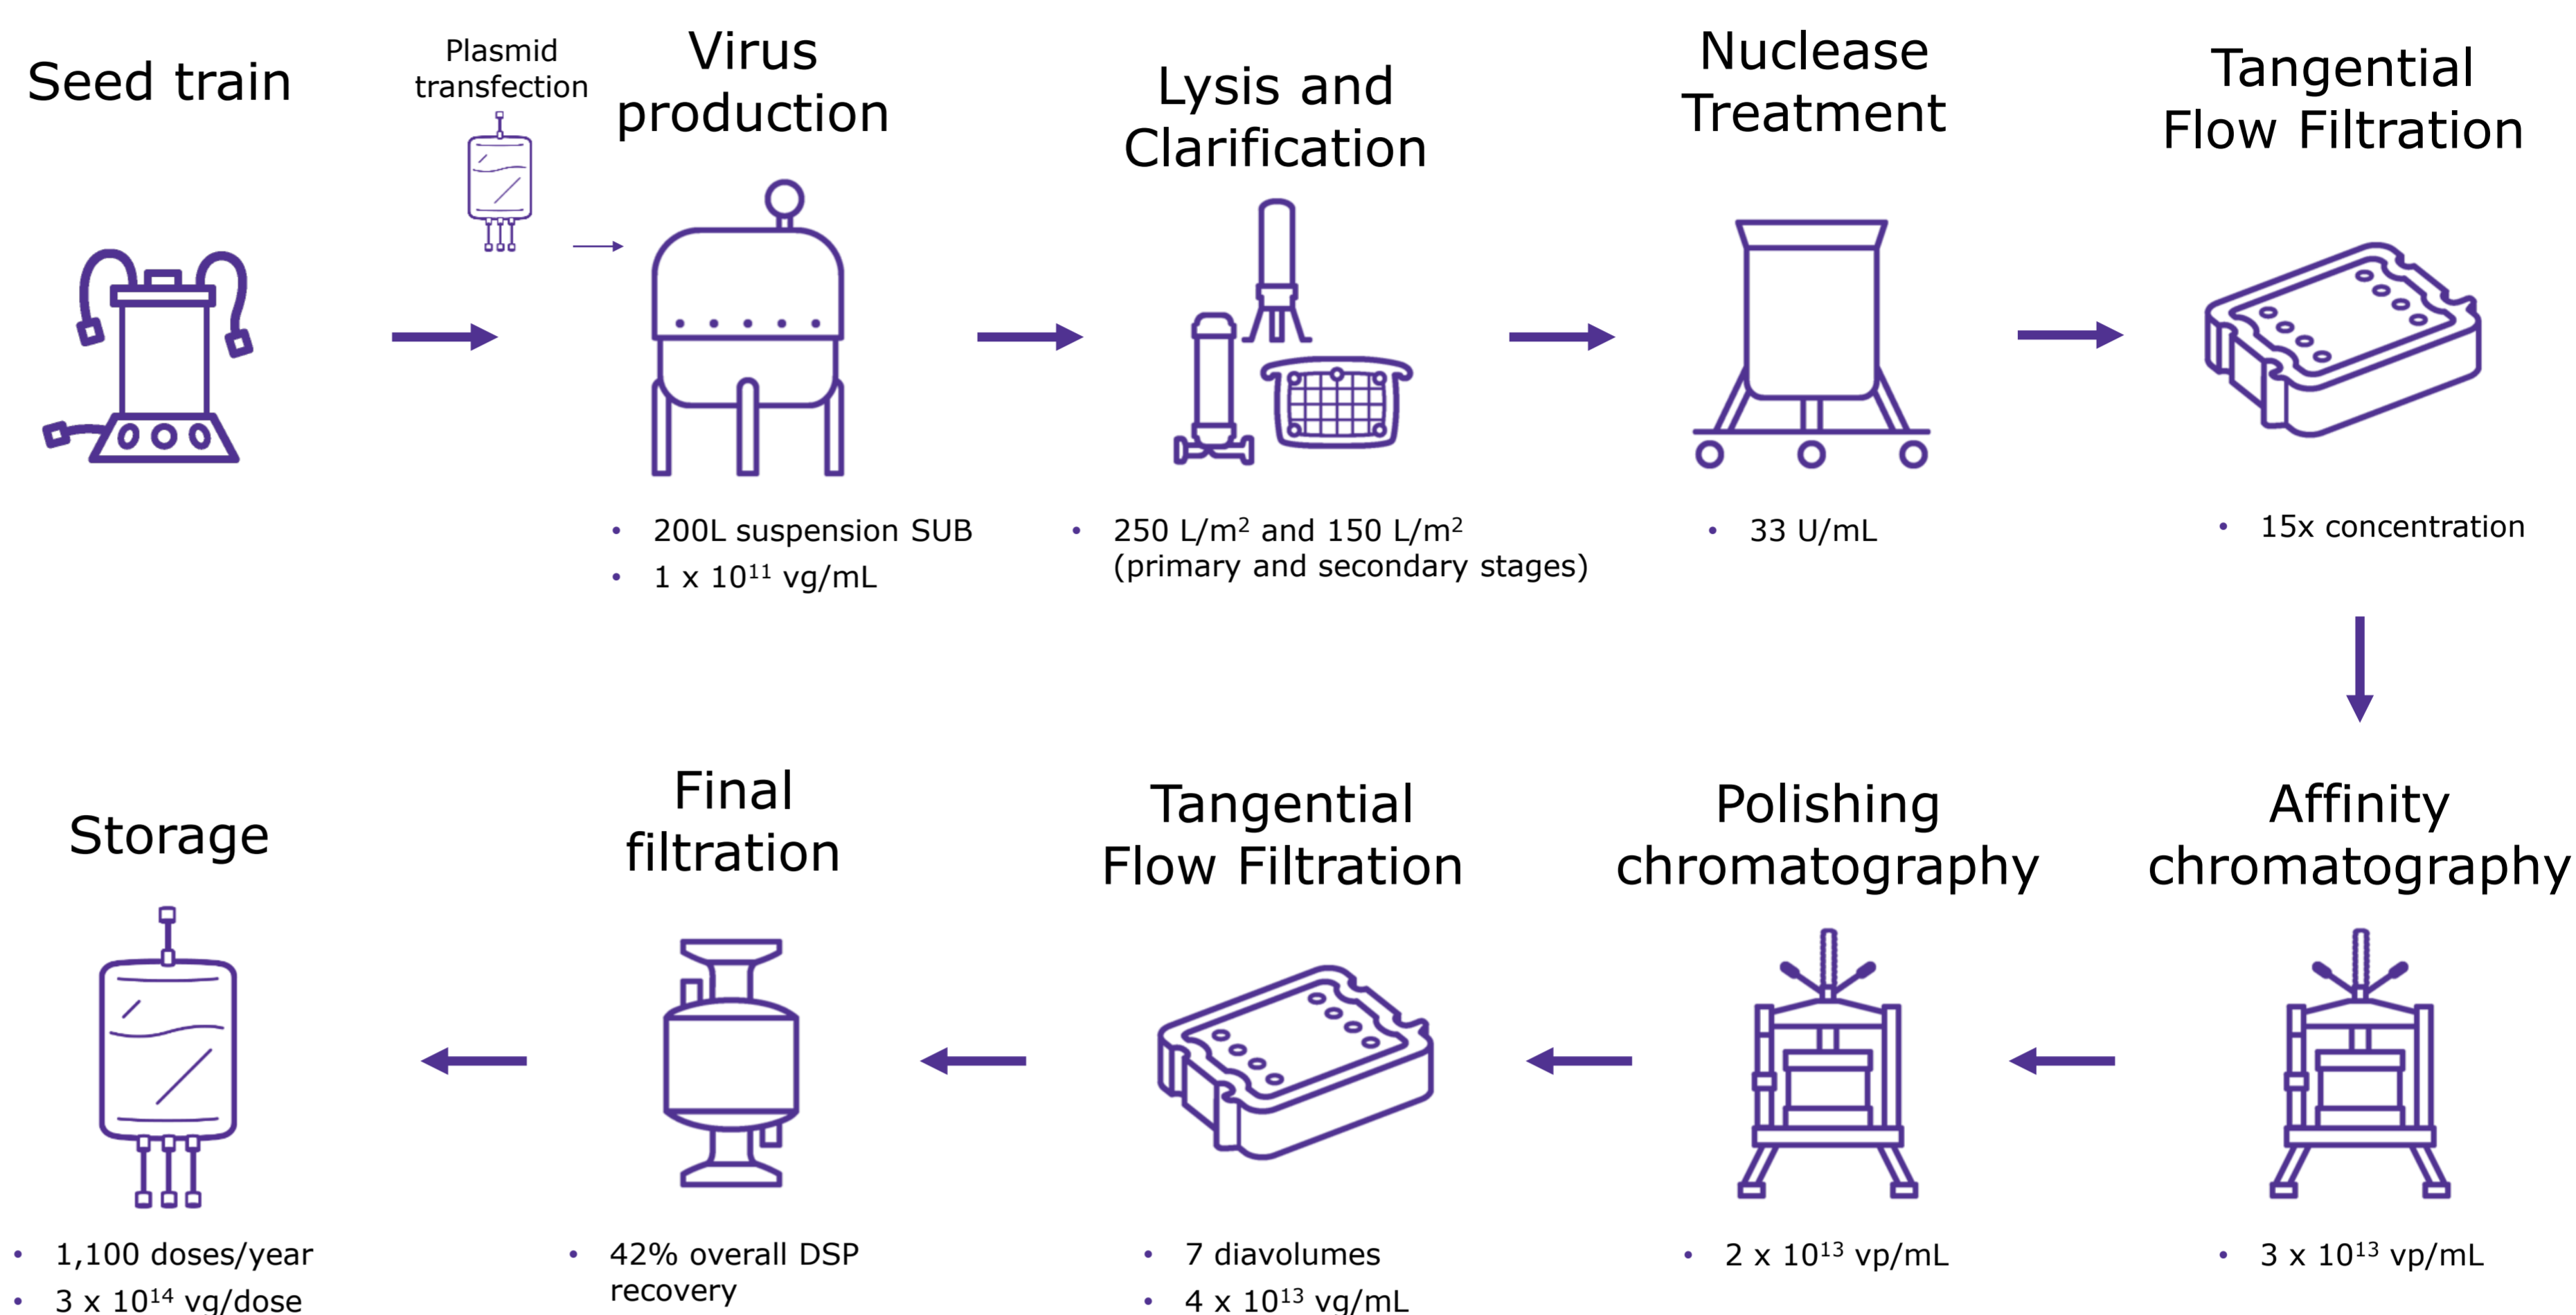 Seed train
Plasmid
transfection
Virus
production
• 200L suspension SUB
• 1 x 10¹¹ vg/mL
Lysis and
Clarification
• 250 L/m² and 150 L/m²
(primary and secondary stages)
Nuclease
Treatment
• 33 U/mL
Tangential
Flow Filtration
• 15x concentration
Affinity
chromatography
• 3 x 10¹³ vp/mL
Polishing
chromatography
• 2 x 10¹³ vp/mL
Tangential
Flow Filtration
• 7 diavolumes
• 4 x 10¹³ vg/mL
Final
filtration
• 42% overall DSP
recovery
Storage
• 1,100 doses/year
• 3 x 10¹⁴ vg/dose